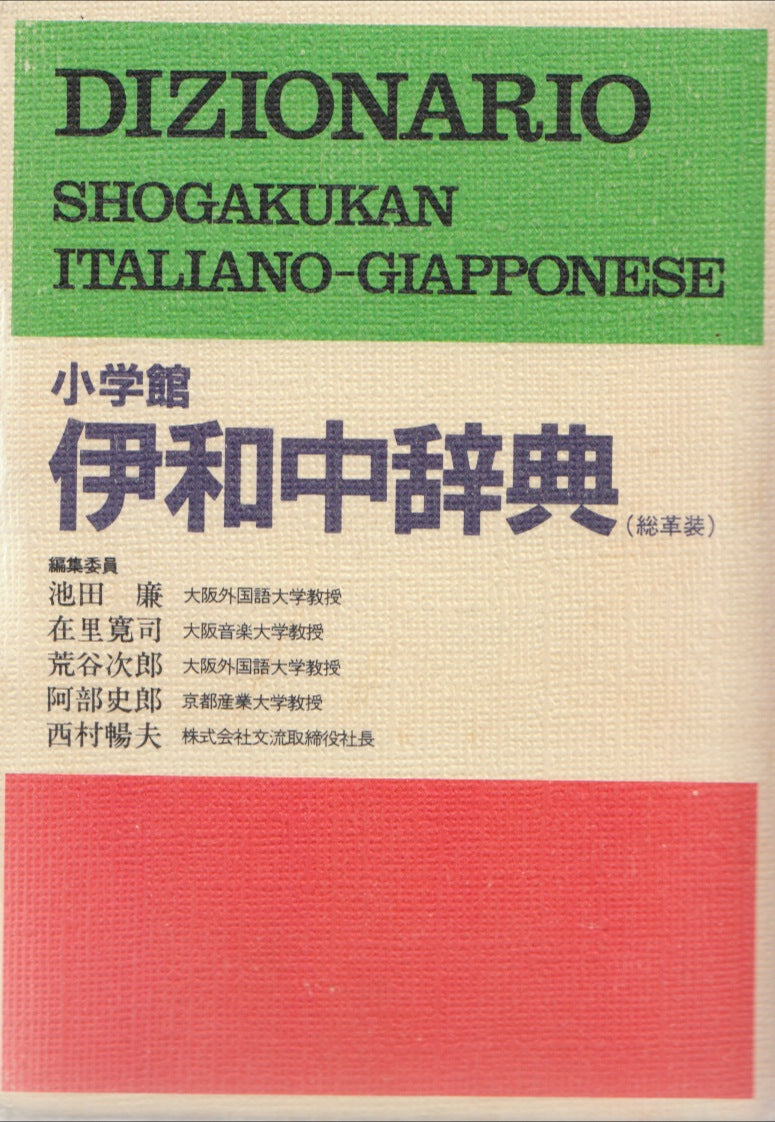 DIZIONARIO
SHOGAKUKAN
ITALIANO-GIAPPONESE
小学館
伊和中辞典(総革装)
編集委員
池田 廉 大阪外国語大学教授
在里寛司 大阪音楽大学教授
荒谷次郎 大阪外国語大学教授
阿部史郎 京都産業大学教授
西村暢夫 株式会社文流取締役社長